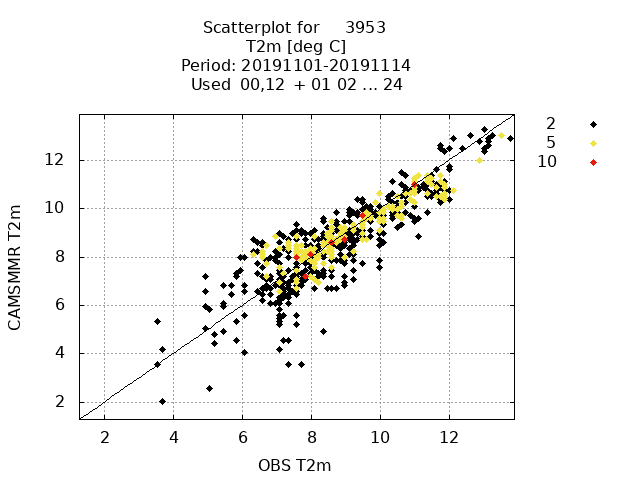 Scatterplot for 3953
T2m [deg C]
Period: 20191101-20191114
Used 00,12 + 01 02 ... 24
2
5
10
CAMSMMR T2m
12
10
8
6
4
2
2 4 6 8 10 12
OBS T2m